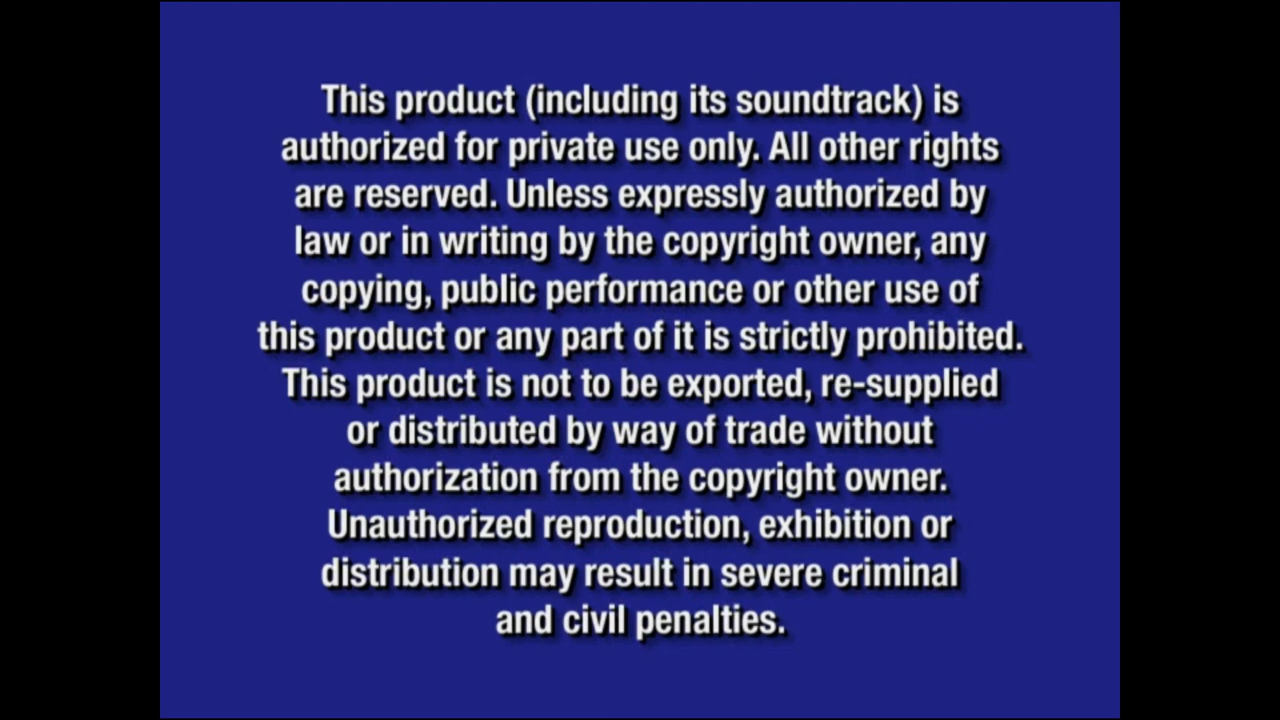 This product (including its soundtrack) is
authorized for private use only. All other rights
are reserved. Unless expressly authorized by
law or in writing by the copyright owner, any
copying, public performance or other use of
this product or any part of it is strictly prohibited.
This product is not to be exported, re-supplied
or distributed by way of trade without
authorization from the copyright owner.
Unauthorized reproduction, exhibition or
distribution may result in severe criminal
and civil penalties.